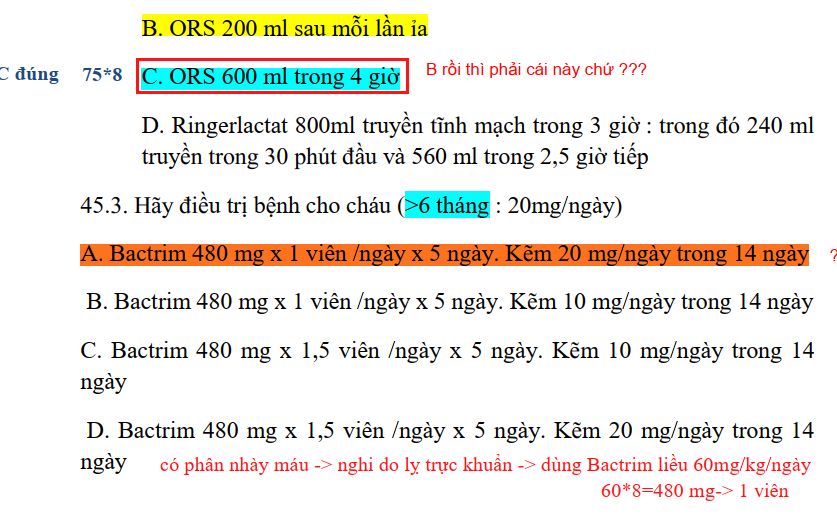 B. ORS 200 ml sau mỗi lần ỉa
C đúng 75*8 C. ORS 600 ml trong 4 giờ B rồi thì phải cái này chứ ???
D. Ringerlactat 800ml truyền tĩnh mạch trong 3 giờ : trong đó 240 ml
truyền trong 30 phút đầu và 560 ml trong 2,5 giờ tiếp
45.3. Hãy điều trị bệnh cho cháu (>6 tháng : 20mg/ngày)
A. Bactrim 480 mg x 1 viên /ngày x 5 ngày. Kẽm 20 mg/ngày trong 14 ngày ?
B. Bactrim 480 mg x 1 viên /ngày x 5 ngày. Kẽm 10 mg/ngày trong 14 ngày
C. Bactrim 480 mg x 1,5 viên /ngày x 5 ngày. Kẽm 10 mg/ngày trong 14
ngày
D. Bactrim 480 mg x 1,5 viên /ngày x 5 ngày. Kẽm 20 mg/ngày trong 14
ngày có phân nhày máu -> nghi do lỵ trực khuẩn -> dùng Bactrim liều 60mg/kg/ngày
60*8=480 mg-> 1 viên